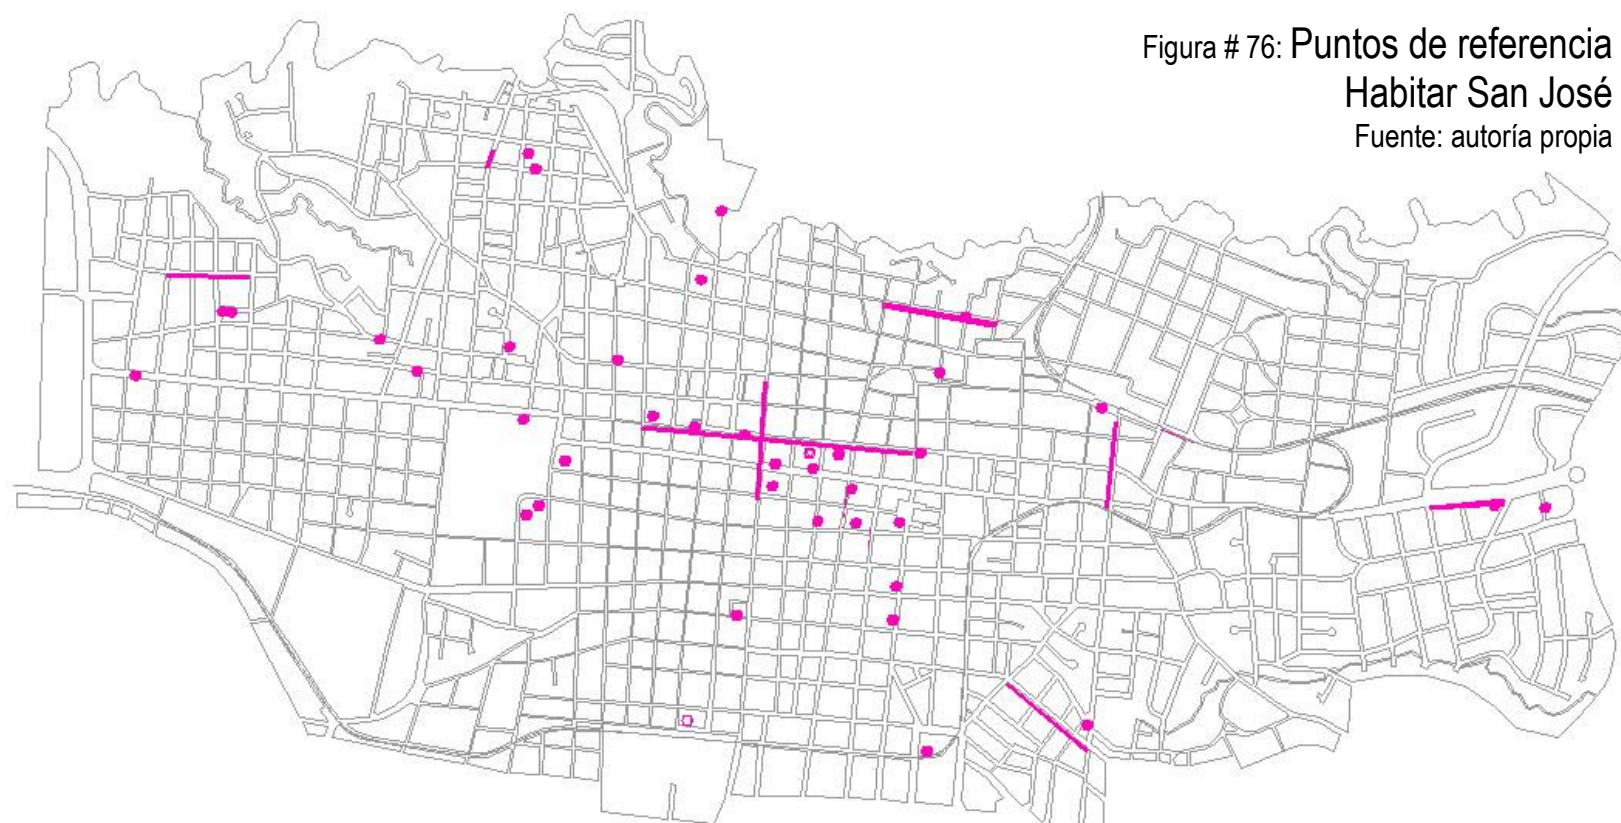 Figura # 76: Puntos de referencia
Habitar San José
Fuente: autoría propia